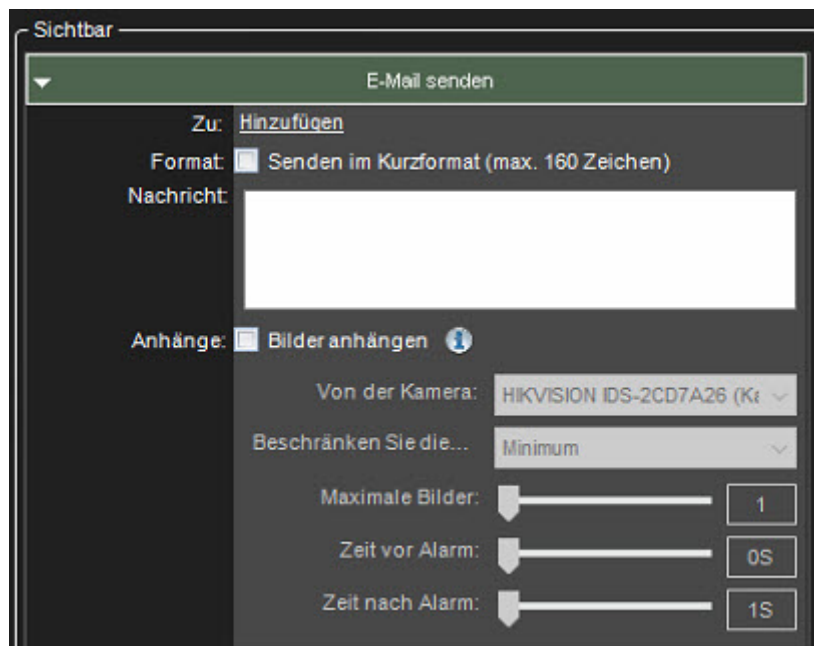 Sichtbar
E-Mail senden
Zu: Hinzufügen
Format: Senden im Kurzformat (max. 160 Zeichen)
Nachricht:
Anhänge: Bilder anhängen
Von der Kamera: HIKVISION IDS-2CD7A26 (Ka
Beschränken Sie die... Minimum
Maximale Bilder: 1
Zeit vor Alarm: 0S
Zeit nach Alarm: 1S